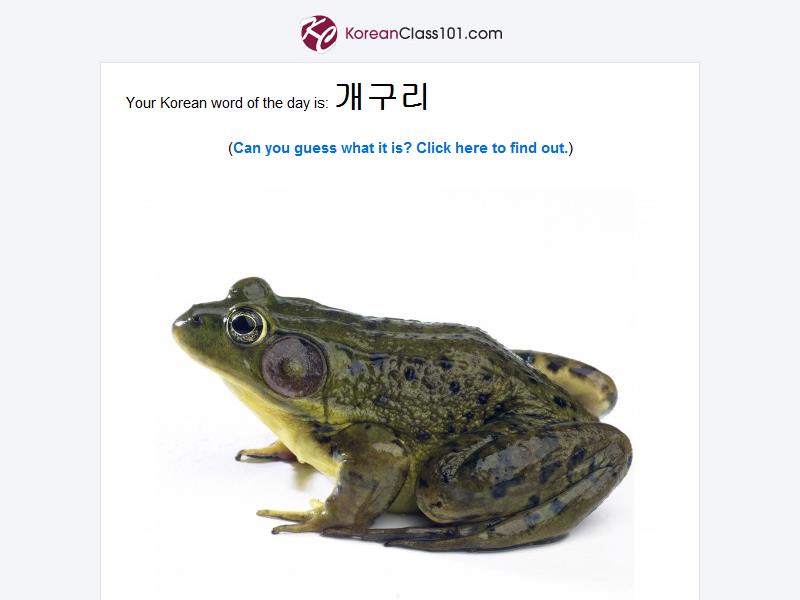 KoreanClass101.com
Your Korean word of the day is: 개구리
(Can you guess what it is? Click here to find out.)